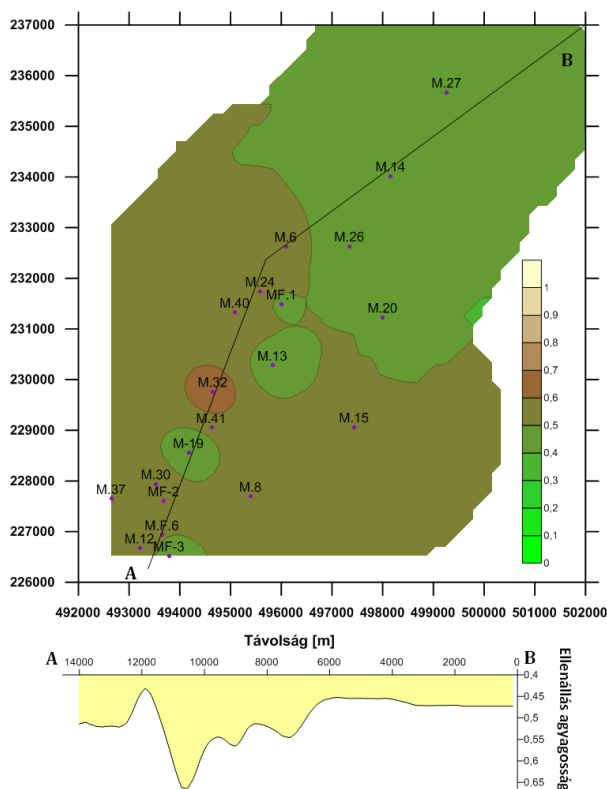 237000
236000
235000
234000
233000
232000
231000
230000
229000
228000
227000
226000
B
M.27
M.14
M.6
M.26
M.24
MF.1
M.40
M.20
M.13
M.32
M.41
M.15
M-19
M.30
M.37
MF-2
M.8
M.F.6
M.12
MF-3
A
1
0,9
0,8
0,7
0,6
0,5
0,4
0,3
0,2
0,1
0
492000 493000 494000 495000 496000 497000 498000 499000 500000 501000 502000
Távolság [m]
A B
14000 12000 10000 8000 6000 4000 2000 0
0,4
0,45
0,5
0,55
0,6
0,65
Ellenállás agyagosság